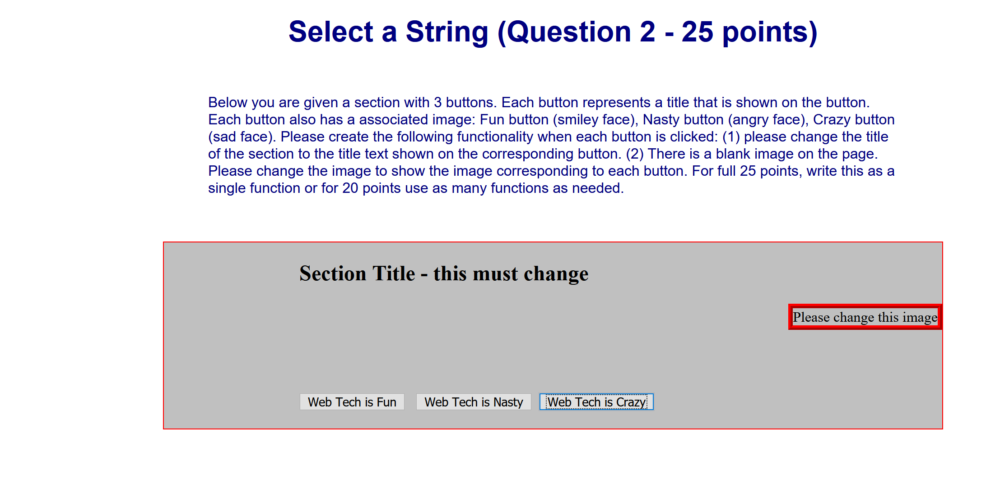 Select a String (Question 2 - 25 points)
Below you are given a section with 3 buttons. Each button represents a title that is shown on the button.
Each button also has a associated image: Fun button (smiley face), Nasty button (angry face), Crazy button
(sad face). Please create the following functionality when each button is clicked: (1) please change the title
of the section to the title text shown on the corresponding button. (2) There is a blank image on the page.
Please change the image to show the image corresponding to each button. For full 25 points, write this as a
single function or for 20 points use as many functions as needed.
Section Title - this must change
Please change this image
Web Tech is Fun Web Tech is Nasty Web Tech is Crazy